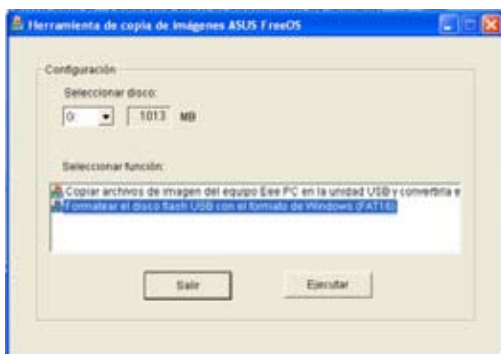 Herramienta de copia de imágenes ASUS FreeOS
Configuración
Seleccionar disco:
O: 1013 MB
Seleccionar función:
Copiar archivos de imagen del equipo Eee PC en la unidad USB y convertirla e
Formatear el disco flash USB con el formato de Windows (FAT16)
Salir Ejecutar